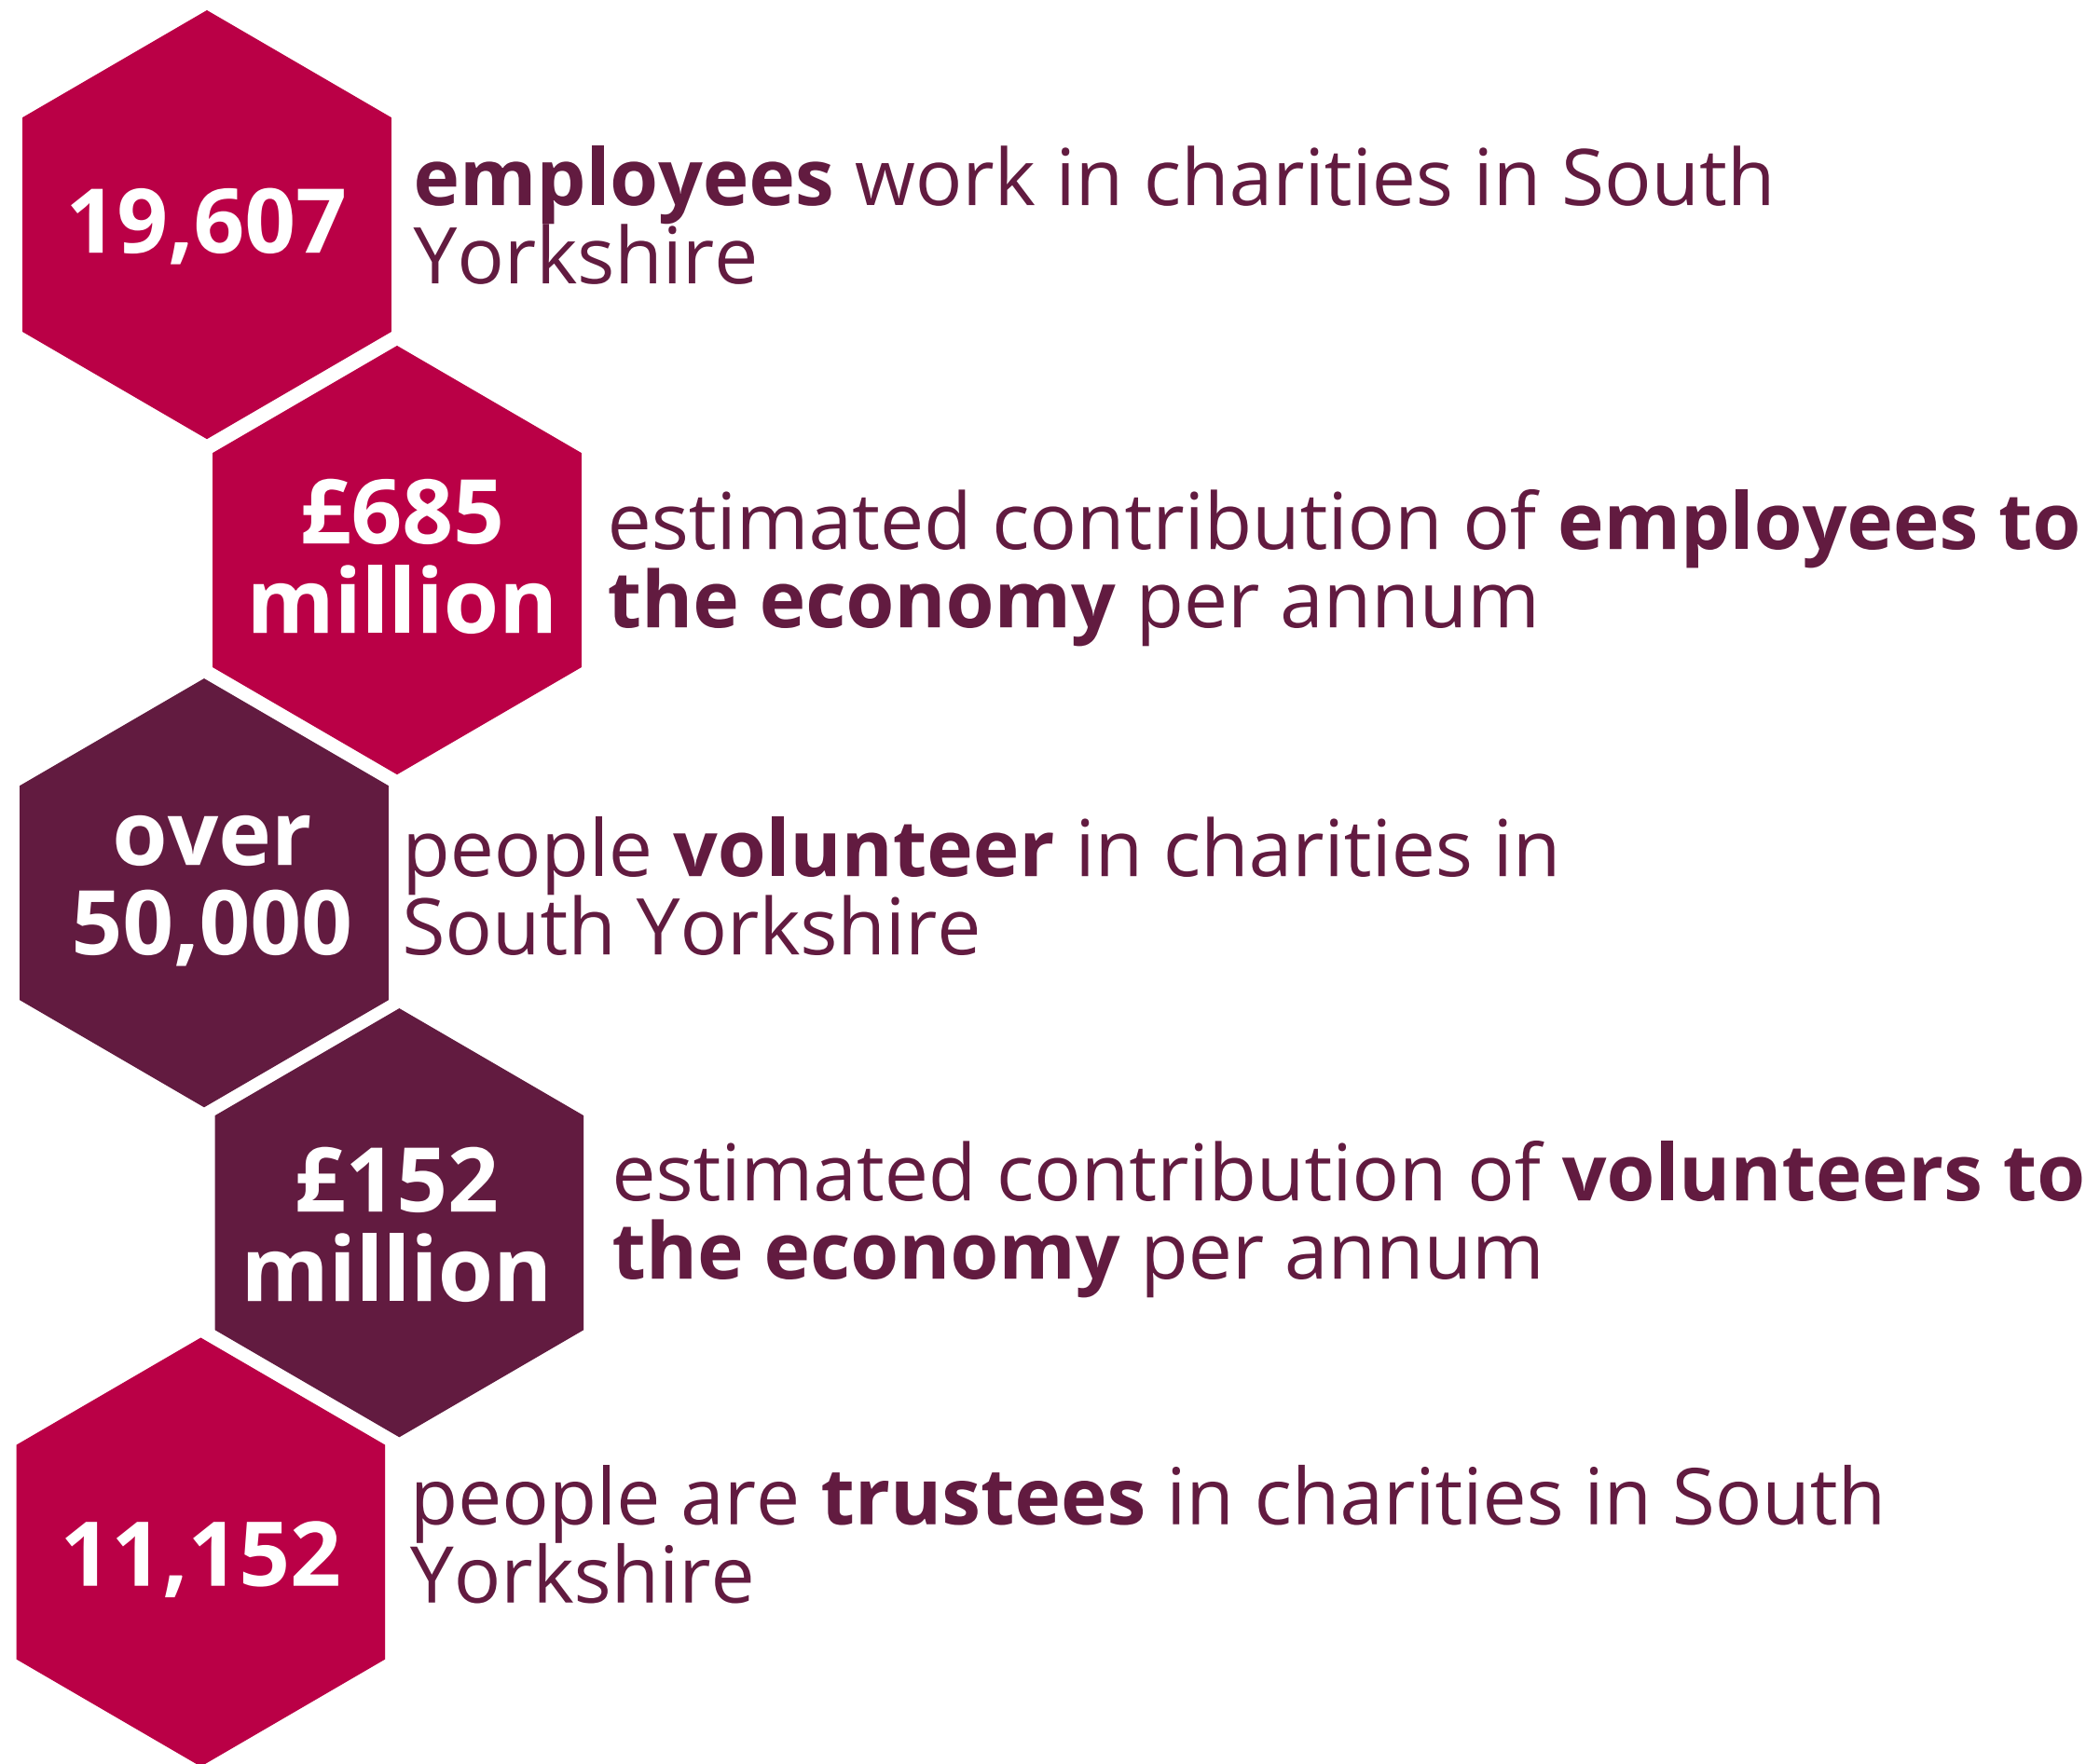 19,607
employees work in charities in South
Yorkshire
£685
million
estimated contribution of employees to
the economy per annum
over
50,000
people volunteer in charities in
South Yorkshire
£152
million
estimated contribution of volunteers to
the economy per annum
11,152
people are trustees in charities in South
Yorkshire